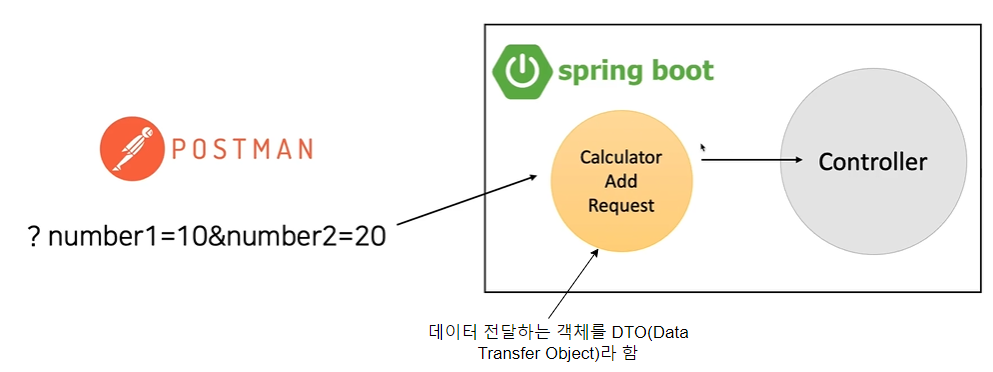 spring boot
POSTMAN
Calculator
Add
Request
Controller
? number1=10&number2=20
데이터 전달하는 객체를 DTO(Data
Transfer Object)라 함